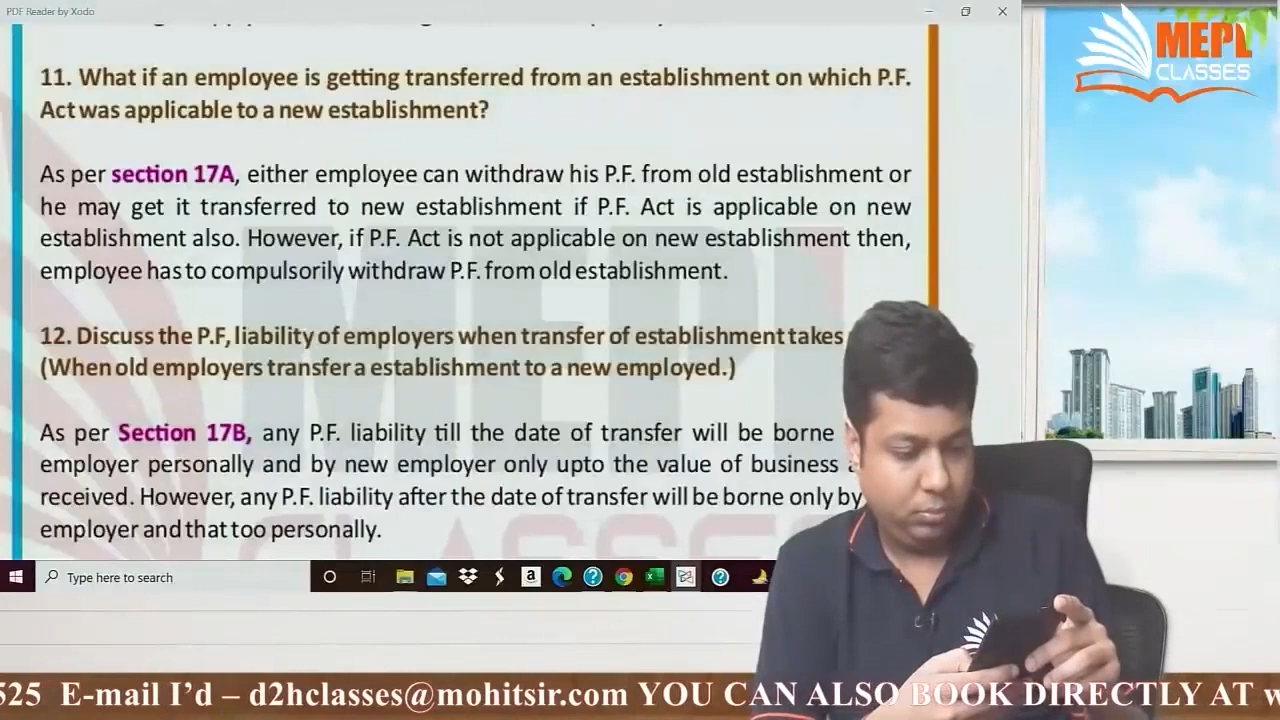 PDF Reader by Xodo
MEPL
CLASSES
11. What if an employee is getting transferred from an establishment on which P.F.
Act was applicable to a new establishment?
As per section 17A, either employee can withdraw his P.F. from old establishment or
he may get it transferred to new establishment if P.F. Act is applicable on new
establishment also. However, if P.F. Act is not applicable on new establishment then,
employee has to compulsorily withdraw P.F. from old establishment.
12. Discuss the P.F, liability of employers when transfer of establishment takes
(When old employers transfer a establishment to a new employed.)
As per Section 17B, any P.F. liability till the date of transfer will be borne
employer personally and by new employer only upto the value of business
received. However, any P.F. liability after the date of transfer will be borne only by
employer and that too personally.
Type here to search
525 E-mail I'd – d2hclasses@mohitsir.com YOU CAN ALSO BOOK DIRECTLY AT w